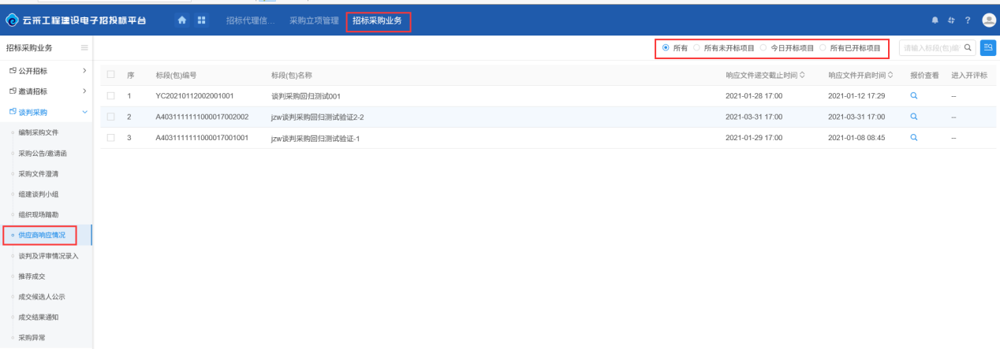 云采工程建设电子招投标平台 招标代理信... 采购立项管理 招标采购业务
招标采购业务 所有 所有未开标项目 今日开标项目 所有已开标项目 请输入标段(包)编
公开招标
邀请招标
谈判采购
编制采购文件
采购公告/邀请函
采购文件澄清
组建谈判小组
组织现场踏勘
供应商响应情况
谈判及评审情况录入
推荐成交
成交候选人公示
成交结果通知
采购异常
序 标段(包)编号 标段(包)名称 响应文件递交截止时间 响应文件开启时间 报价查看 进入开评标
1 YC20210112002001001 谈判采购回归测试001 2021-01-28 17:00 2021-01-12 17:29 --
2 A4031111111000017002002 jzw谈判采购回归测试验证2-2 2021-03-31 17:00 2021-03-31 17:00 --
3 A4031111111000017001001 jzw谈判采购回归测试验证-1 2021-01-29 17:00 2021-01-08 08:45 --